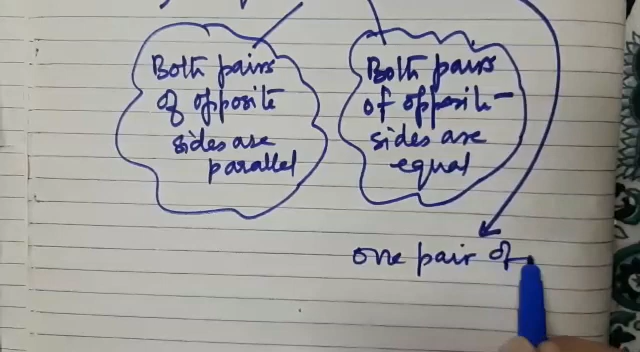 Both pairs
of opposite
sides are
parallel
Both pairs
of opposite
sides are
equal
one pair of